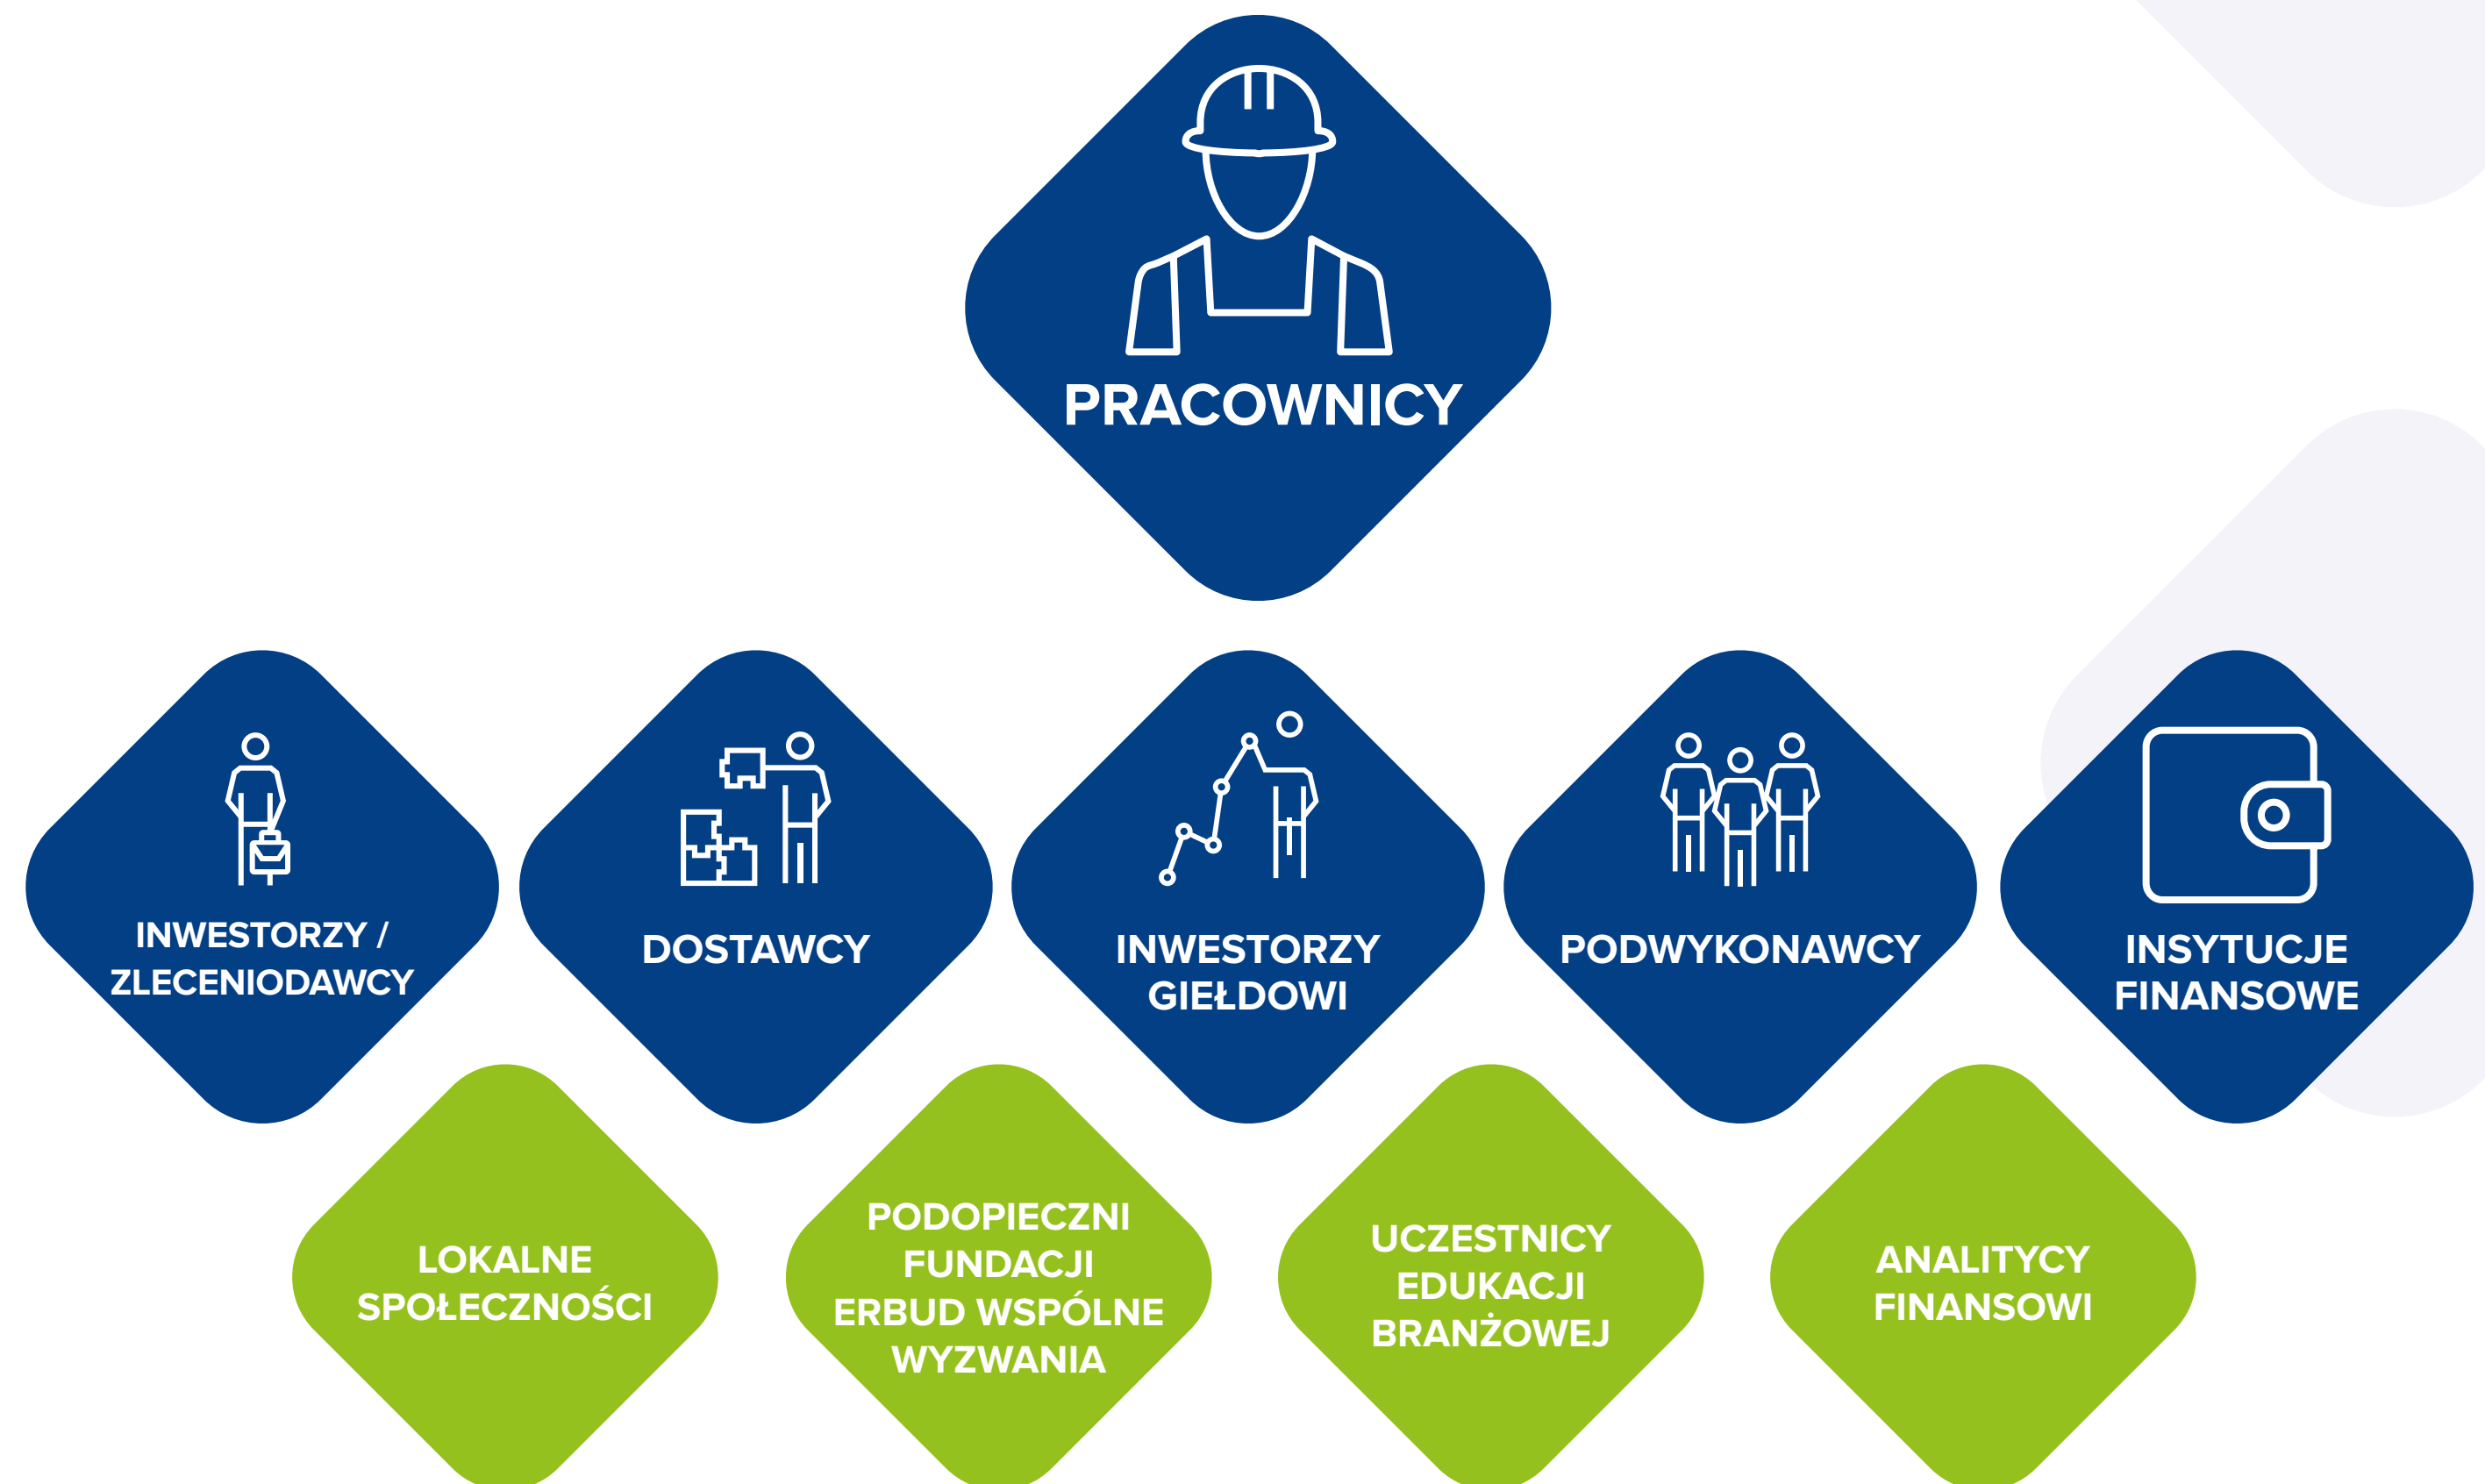 PRACOWNICY
INWESTORZY /
ZLECENIODAWCY
DOSTAWCY
INWESTORZY
GIEŁDOWI
PODWYKONAWCY
INSYTUCJE
FINANSOWE
LOKALNE
SPOŁECZNOŚCI
PODOPIECZNI
FUNDACJI
ERBUD WSPÓLNE
WYZWANIA
UCZESTNICY
EDUKACJI
BRANŻOWEJ
ANALITYCY
FINANSOWI